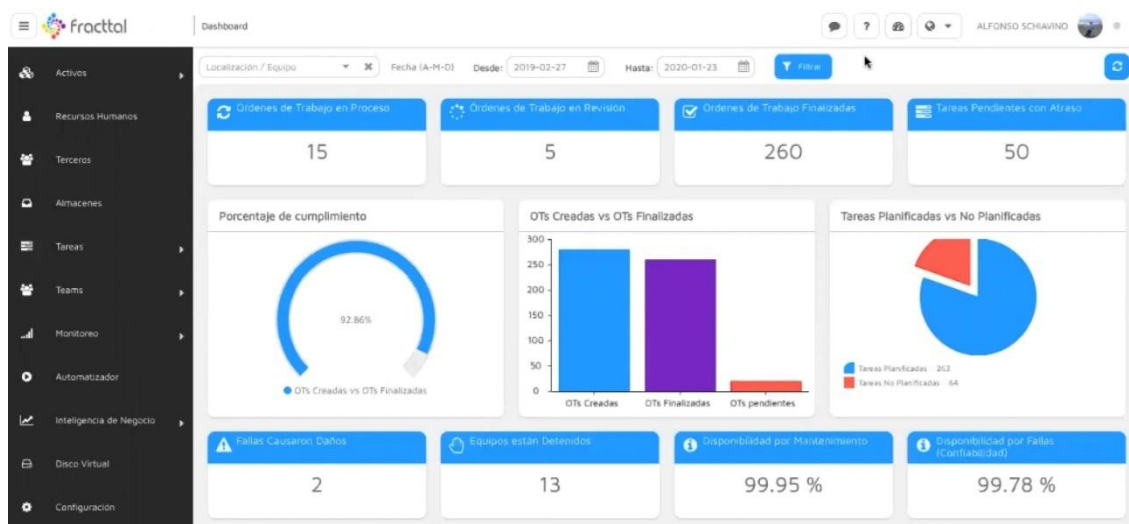 fracttal
Dashboard
?
ALFONSO SCHIAVINO
Activos
Recursos Humanos
Terceros
Almacenes
Tareas
Teams
Monitoreo
Automatizador
Inteligencia de Negocio
Disco Virtual
Configuración
Localización / Equipo
Fecha (A-M-D)
Desde:
2019-02-27
Hasta:
2020-01-23
Filtrar
Órdenes de Trabajo en Proceso
15
Órdenes de Trabajo en Revisión
5
Órdenes de Trabajo Finalizadas
260
Tareas Pendientes con Atraso
50
Porcentaje de cumplimiento
92.86%
OTs Creadas vs OTs Finalizadas
OTs Creadas vs OTs Finalizadas
300
250
200
150
100
50
0
OTs Creadas
OTs Finalizadas
OTs pendientes
Tareas Planificadas vs No Planificadas
Tareas Planificadas 263
Tareas No Planificadas 64
Fallas Causaron Daños
2
Equipos están Detenidos
13
Disponibilidad por Mantenimiento
99.95 %
Disponibilidad por Fallas
(Confiabilidad)
99.78 %